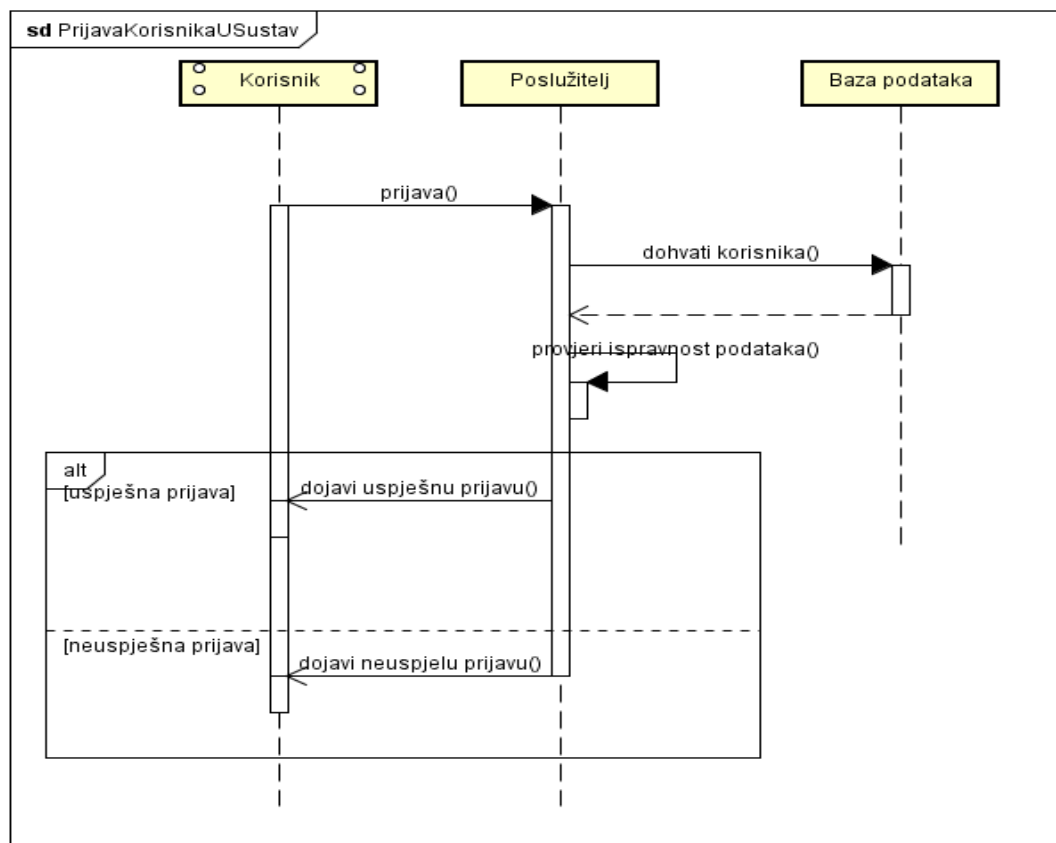 sd PrijavaKorisnikaUSustav
Korisnik
Poslužitelj
Baza podataka
prijava()
dohvati korisnika()
provjeri ispravnost podataka()
alt
[uspješna prijava]
dojavi uspješnu prijavu()
[neuspješna prijava]
dojavi neuspjelu prijavu()